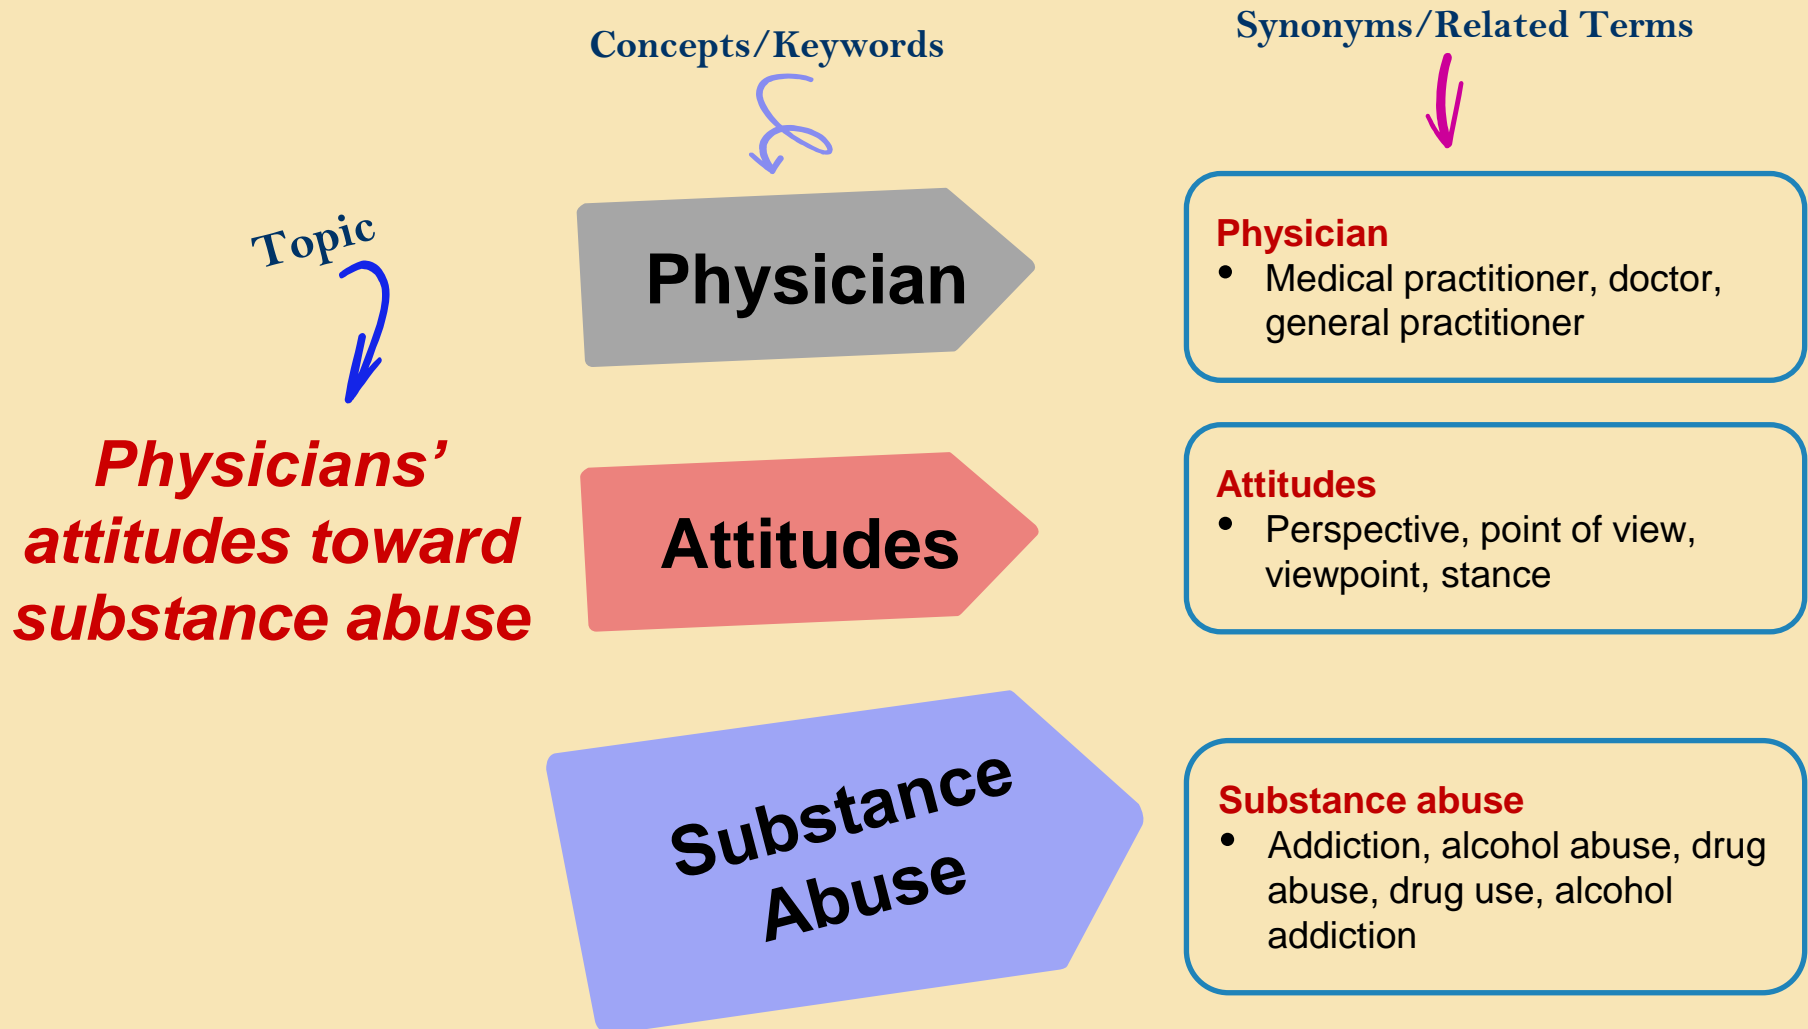 Topic
Physicians’
attitudes toward
substance abuse
Concepts/Keywords
Physician
Attitudes
Substance
Abuse
Synonyms/Related Terms
Physician
• Medical practitioner, doctor,
general practitioner
Attitudes
• Perspective, point of view,
viewpoint, stance
Substance abuse
• Addiction, alcohol abuse, drug
abuse, drug use, alcohol
addiction